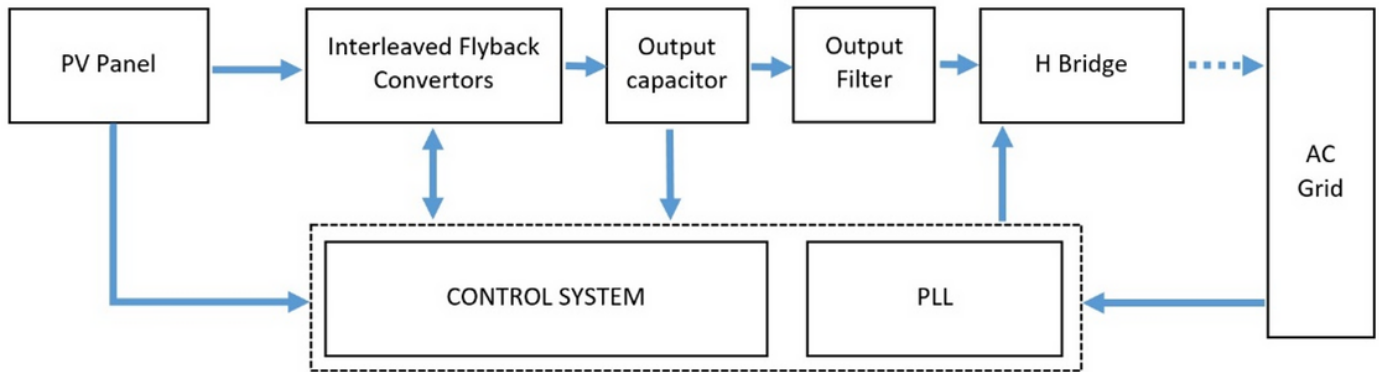 PV Panel
Interleaved Flyback
Convertors
Output
capacitor
Output
Filter
H Bridge
AC
Grid
CONTROL SYSTEM
PLL